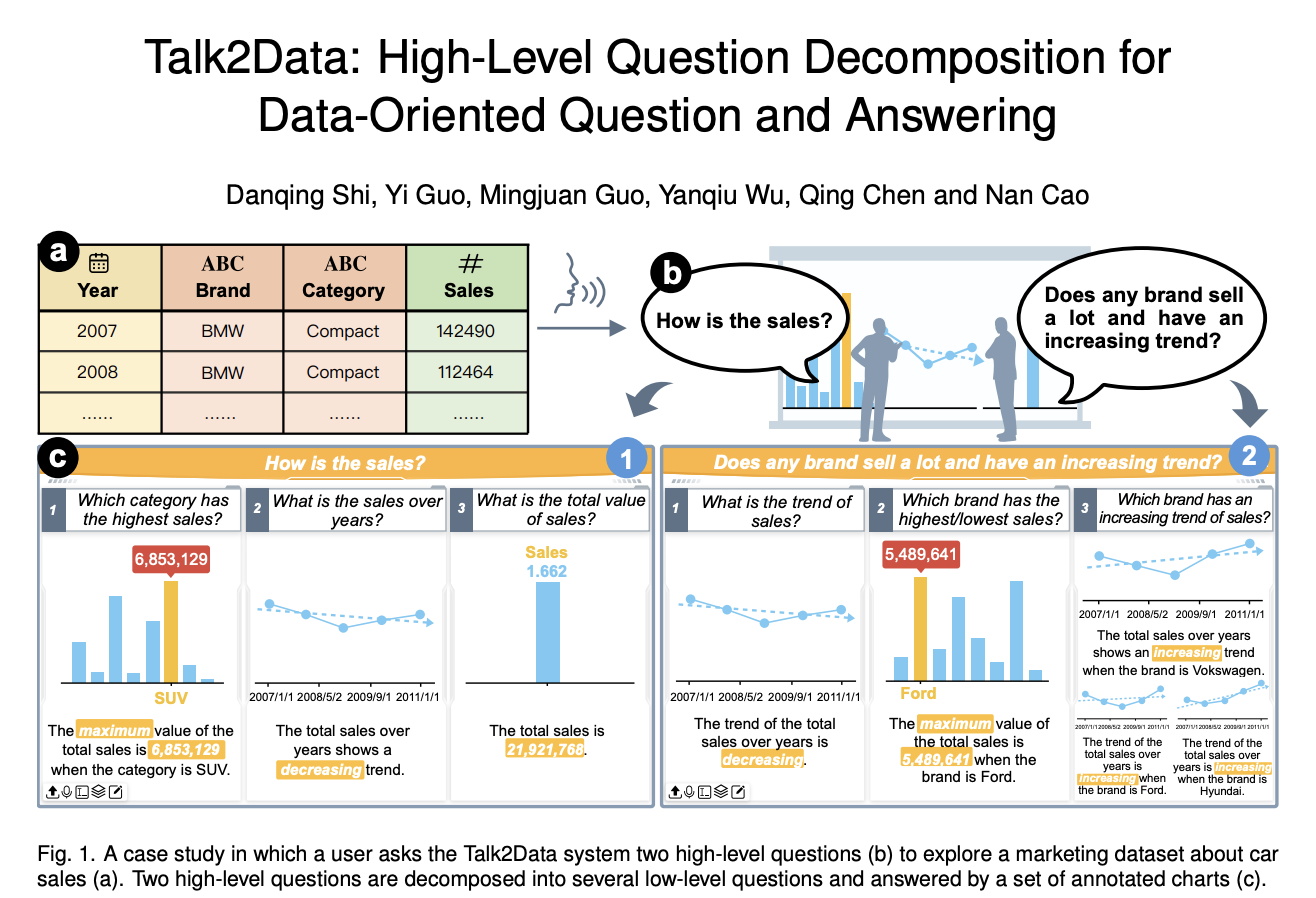 Talk2Data: High-Level Question Decomposition for
Data-Oriented Question and Answering
Danqing Shi, Yi Guo, Mingjuan Guo, Yanqiu Wu, Qing Chen and Nan Cao
a
ABC
ABC
#
Year
Brand
Category
Sales
2007
BMW
Compact
142490
2008
BMW
Compact
112464
......
......
......
......
b
How is the sales?
Does any brand sell
a lot and have an
increasing trend?
c
How is the sales?
1
1
Which category has
the highest sales?
6,853,129
SUV
The maximum value of the
total sales is 6,853,129
when the category is SUV.
2
What is the sales over
years?
2007/1/1 2008/5/2 2009/9/1 2011/1/1
The total sales over
years shows a
decreasing trend.
3
What is the total value
of sales?
Sales
1.662
The total sales is
21,921,768.
Does any brand sell a lot and have an increasing trend?
2
1
What is the trend of
sales?
2007/1/1 2008/5/2 2009/9/1 2011/1/1
The trend of the total
sales over years is
decreasing.
2
Which brand has the
highest/lowest sales?
5,489,641
Ford
The maximum value of
the total sales is
5,489,641 when the
brand is Ford.
3
Which brand has an
increasing trend of sales?
2007/1/1 2008/5/2 2009/9/1 2011/1/1
The total sales over years
shows an increasing trend
when the brand is Vokswagen.
2007/1/1 2008/5/2 2009/9/1 2011/1/1
The trend of the
total sales over
years is
increasing when
the brand is Ford.
2007/1/1 2008/5/2 2009/9/1 2011/1/1
The trend of the
total sales over
years is increasing
when the brand is
Hyundai.
Fig. 1. A case study in which a user asks the Talk2Data system two high-level questions (b) to explore a marketing dataset about car
sales (a). Two high-level questions are decomposed into several low-level questions and answered by a set of annotated charts (c).